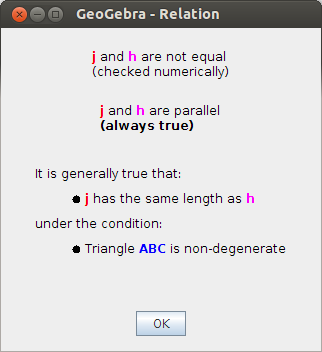 GeoGebra - Relation
j and h are not equal
(checked numerically)
j and h are parallel
(always true)
It is generally true that:
● j has the same length as h
under the condition:
● Triangle ABC is non-degenerate
OK